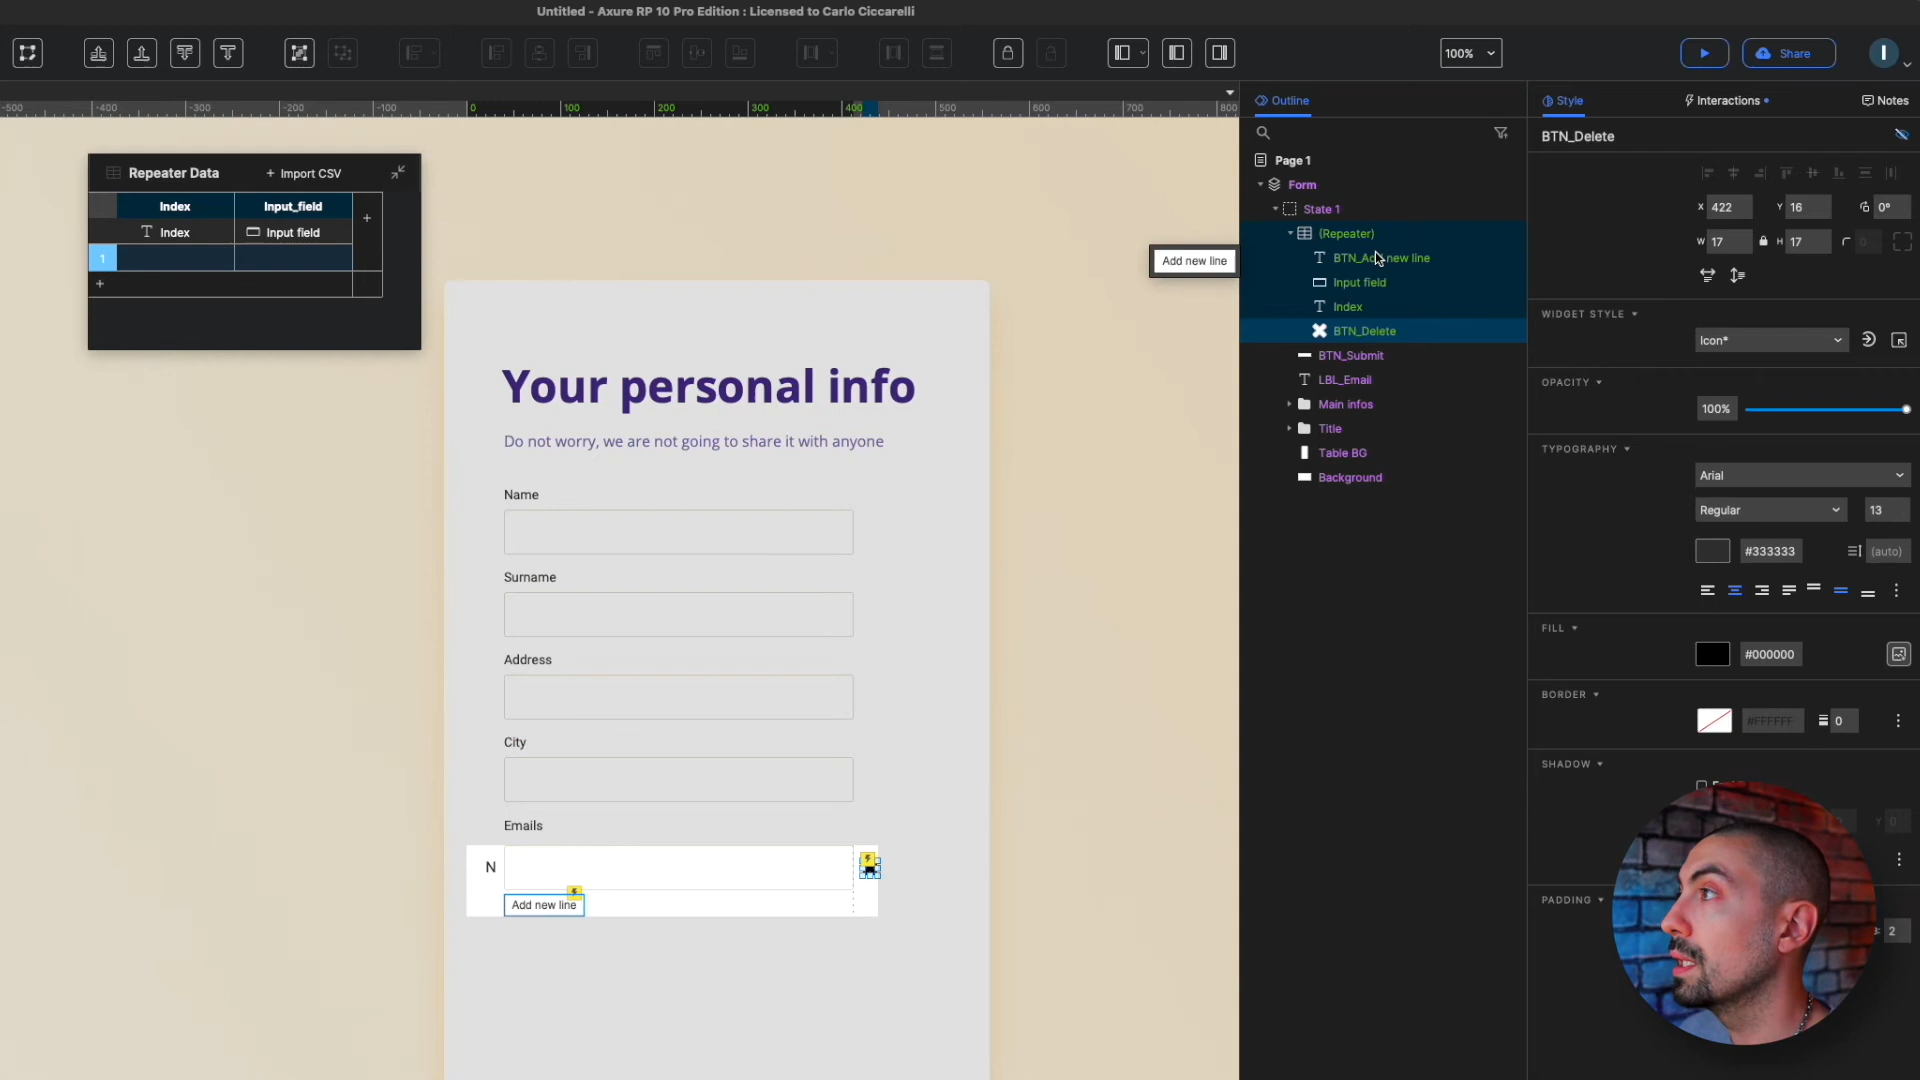 Untitled - Axure RP 10 Pro Edition : Licensed to Carlo Ciccarelli
100%
Share
I
-500 -400 -300 -200 -100 0 100 200 300 400 500 600 700 800
Repeater Data
+ Import CSV
Index Input_field
Index Input field
1
+
+
Your personal info
Do not worry, we are not going to share it with anyone
Name
Surname
Address
City
Emails
N
Add new line
Add new line
Outline
Page 1
Form
State 1
(Repeater)
Input field
Index
BTN_Delete
BTN_Submit
LBL_Email
Main infos
Title
Table BG
Background
Style
Interactions
Notes
BTN_Delete
X 422 Y 16 0°
W 17 H 17 0
WIDGET STYLE
Icon*
OPACITY
100%
TYPOGRAPHY
Arial
Regular 13
#333333 (auto)
FILL
#000000
BORDER
#FFFFFF 0
SHADOW
PADDING
2